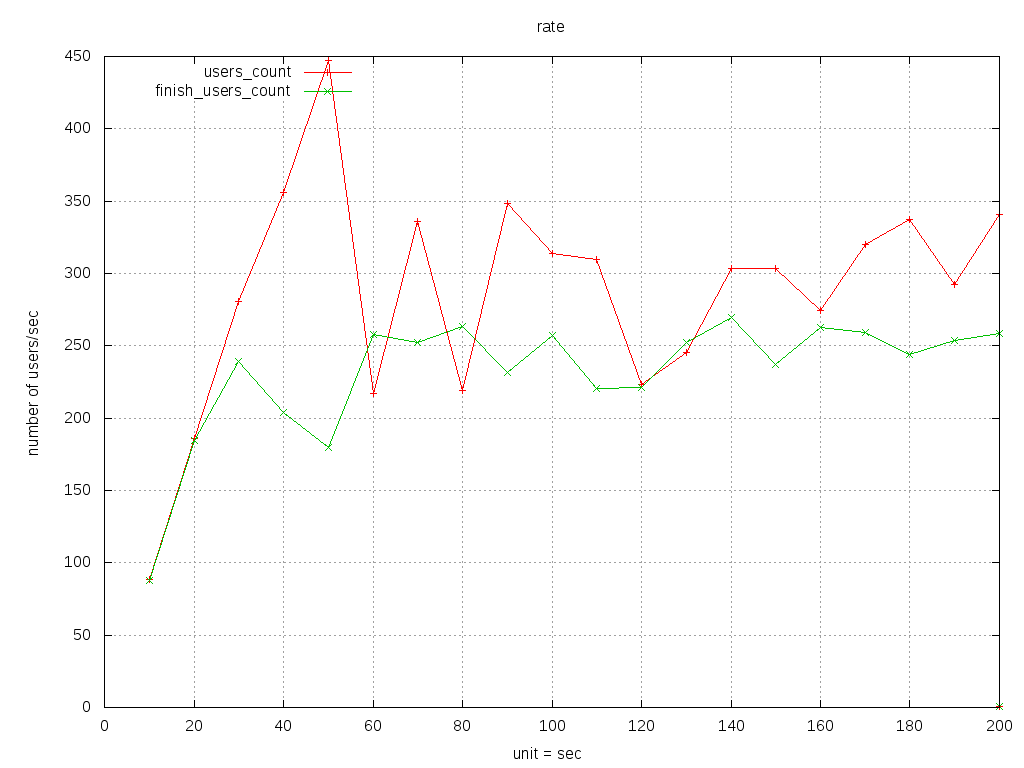 rate
450
400
350
300
250
200
150
100
50
0
users_count
finish_users_count
number of users/sec
0 20 40 60 80 100 120 140 160 180 200
unit = sec